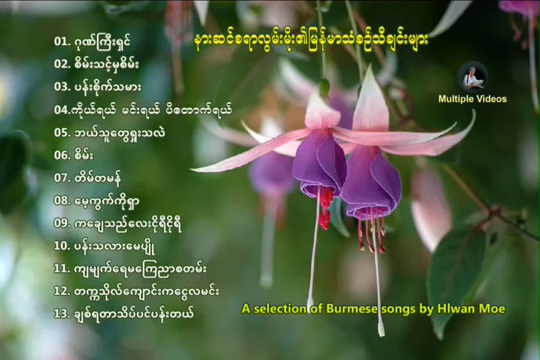 နားဆင်စရာလွမ်းမိုး၏မြန်မာသံစဉ်သီချင်းများ
01. ဂုဏ်ကြီးရှင်
02. စိမ်းသင့်မှစိမ်း
03. ပန်းစိုက်သမား
04.ကိုယ်ရယ် မင်းရယ် ပိတောက်ရယ်
05. ဘယ်သူတွေရှုးသလဲ
06. စိမ်း
07. တိမ်တမန်
08. မေ့ကွက်ကိုရှာ
09. ကချေသည်လေးငိုရီငိုရီ
10. ပန်းသလားမေပျို
11. ကျမျက်ရေမကြေညာစတမ်း
12. တက္ကသိုလ်ကျောင်းကငွေလမင်း
13. ချစ်ရတာသိပ်ပင်ပန်းတယ်
Multiple Videos
A selection of Burmese songs by Hlwan Moe